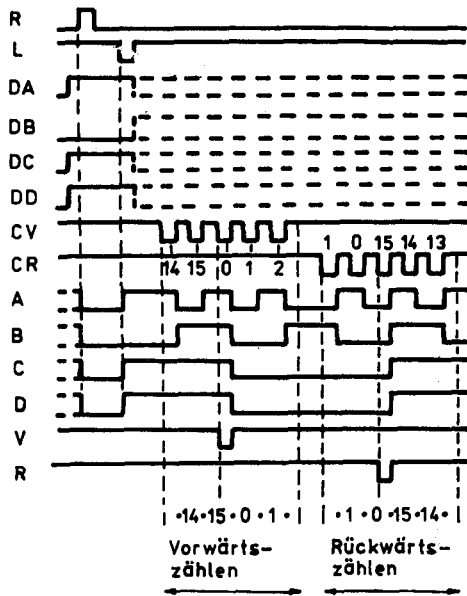 R
L
DA
DB
DC
DD
CV
1 0 15 14 13
CR
14 15 0 1 2
A
B
C
D
V
R
•14•15•0•1• •1•0•15•14•
Vorwärts- Rückwärts-
zählen zählen